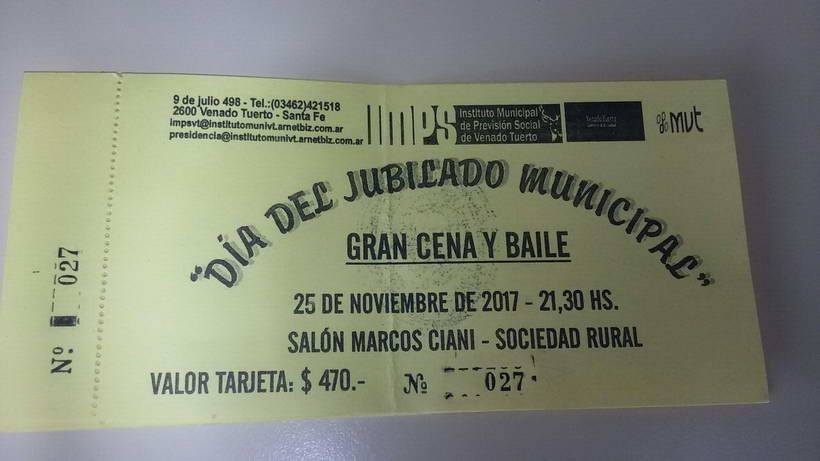 9 de julio 498 - Tel.:(03462)421518
2600 Venado Tuerto - Santa Fe
impsvt@institutomunivt.arnetbiz.com.ar
presidencia@institutomunivt.arnetbiz.com.ar
imps
Instituto Municipal
de Previsión Social
de Venado Tuerto
Venado Tuerto
MVT
"DÍA DEL JUBILADO MUNICIPAL"
GRAN CENA Y BAILE
25 DE NOVIEMBRE DE 2017 - 21,30 HS.
SALÓN MARCOS CIANI - SOCIEDAD RURAL
VALOR TARJETA: $ 470.- Nº 027
Nº 027